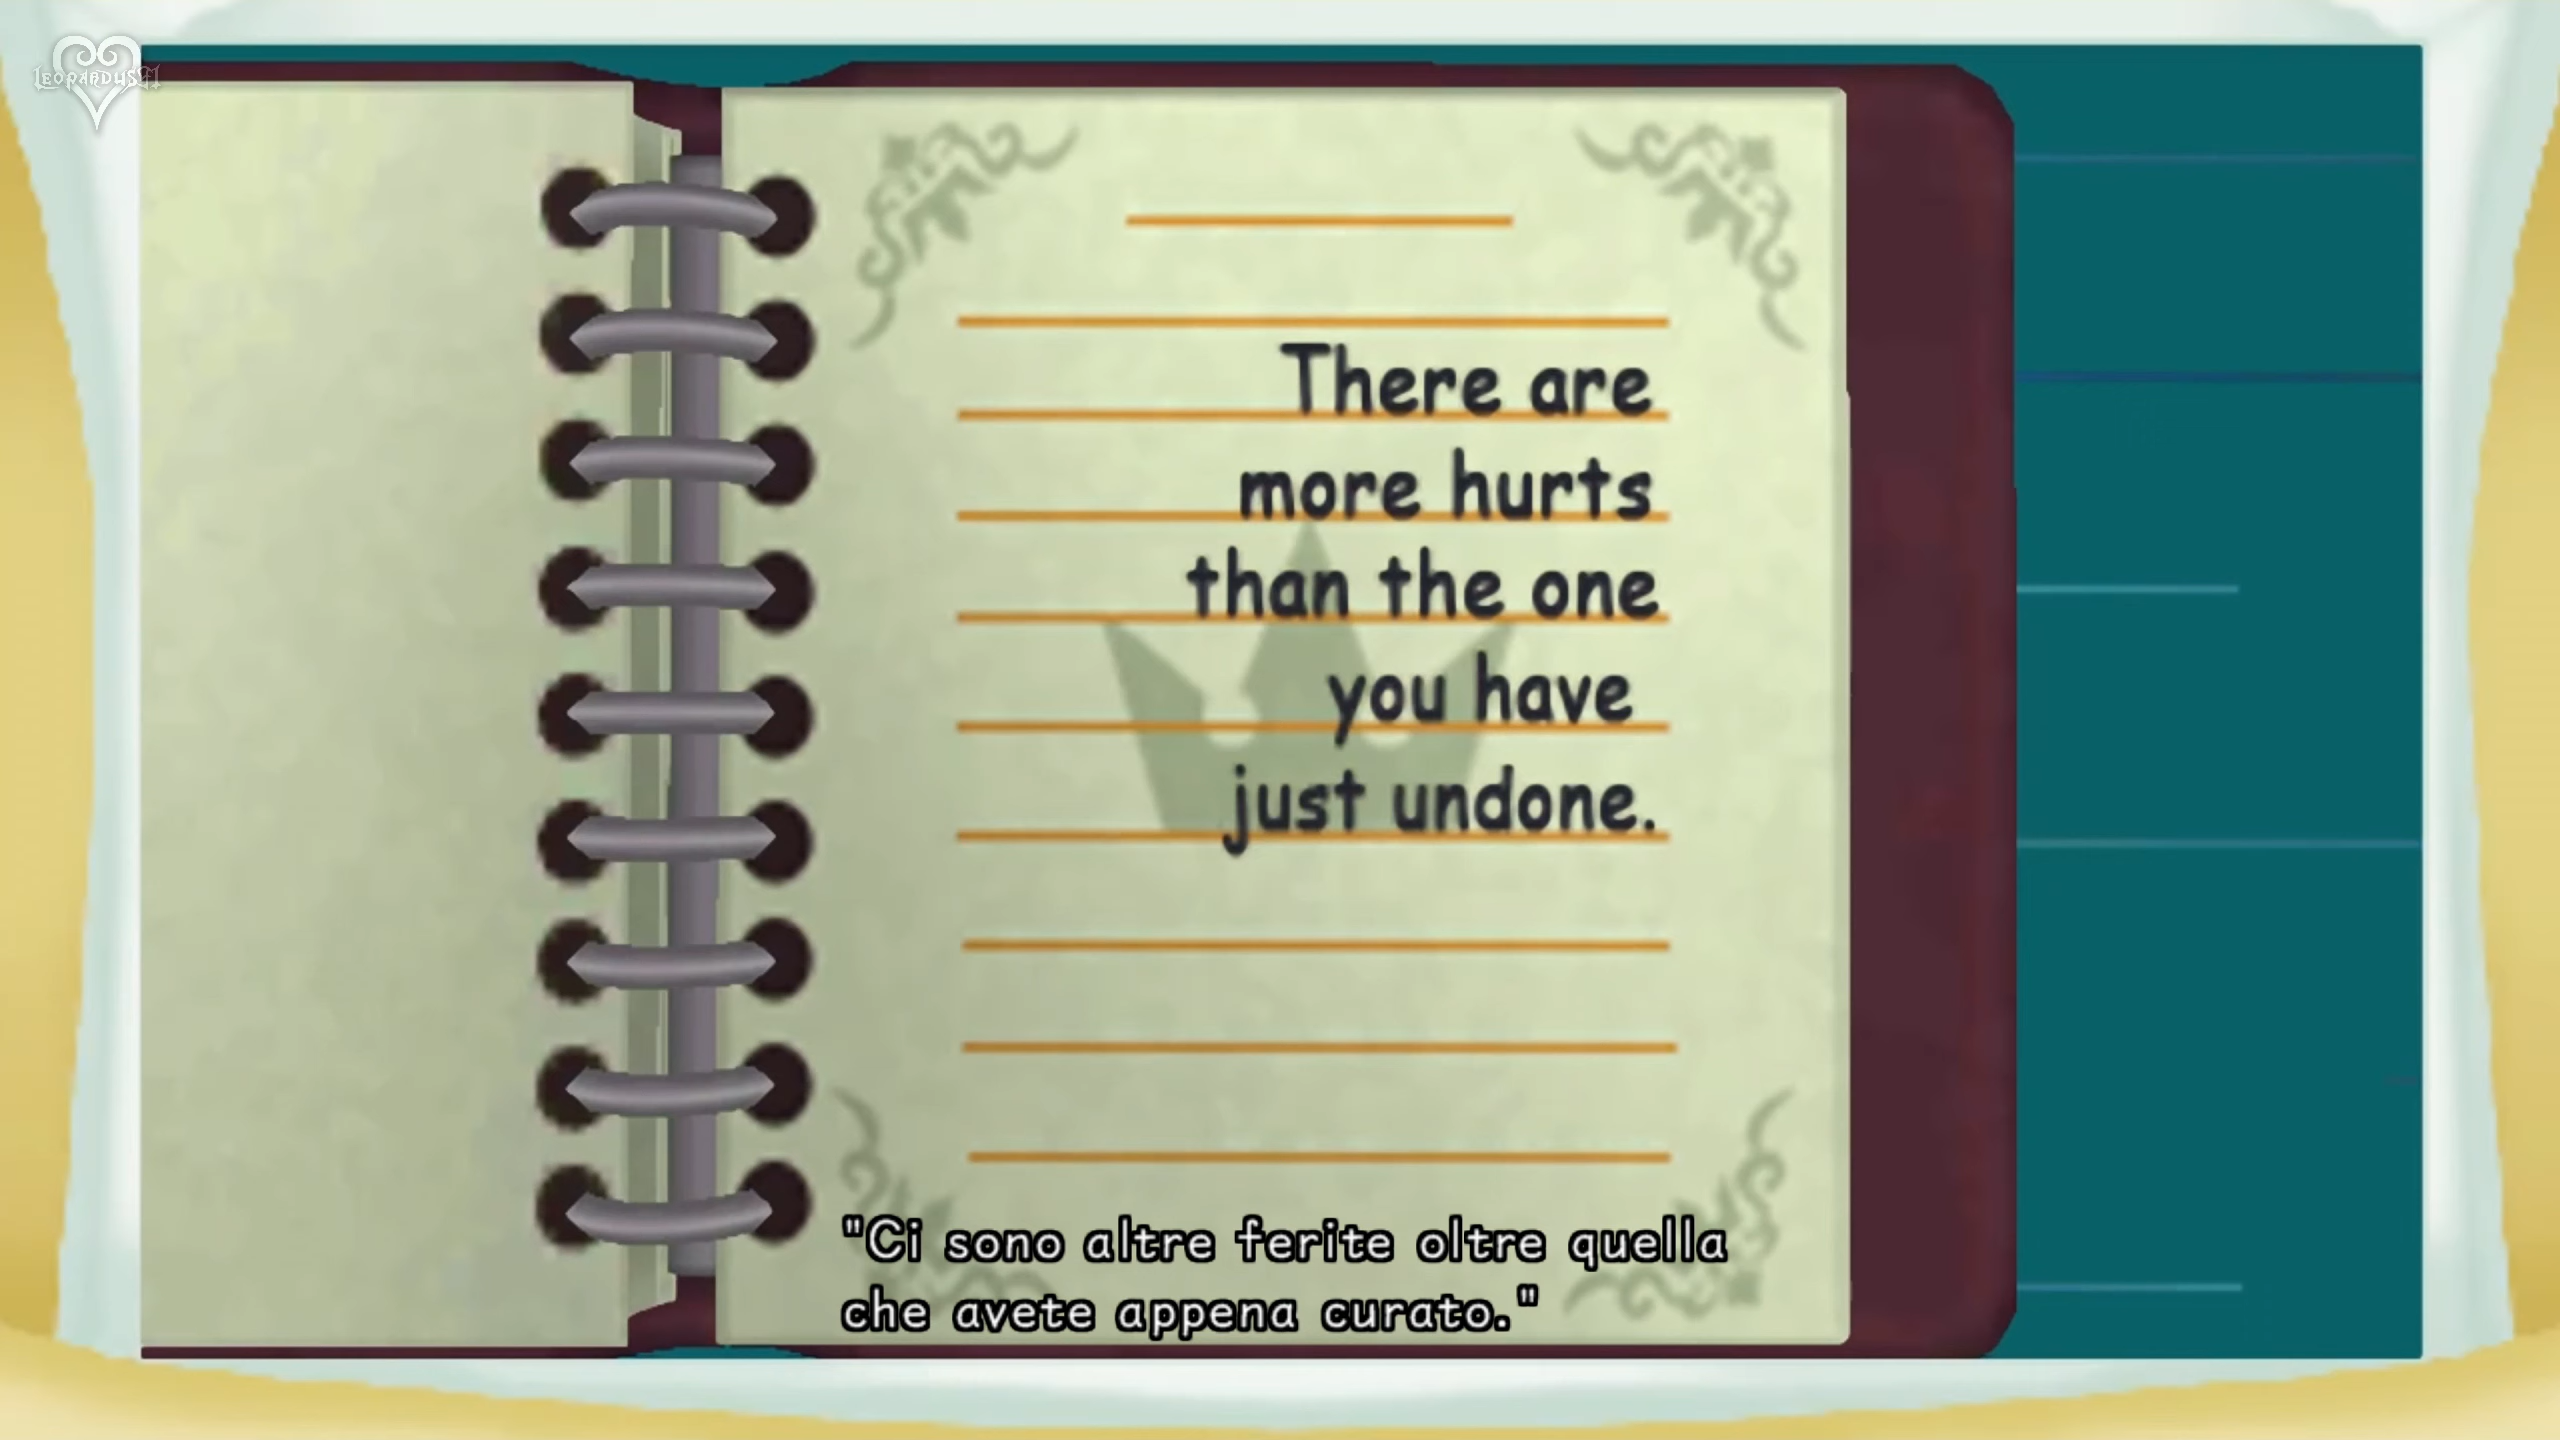 LEOPARDUSAI
There are
more hurts
than the one
you have
just undone.
"Ci sono altre ferite oltre quella
che avete appena curato."